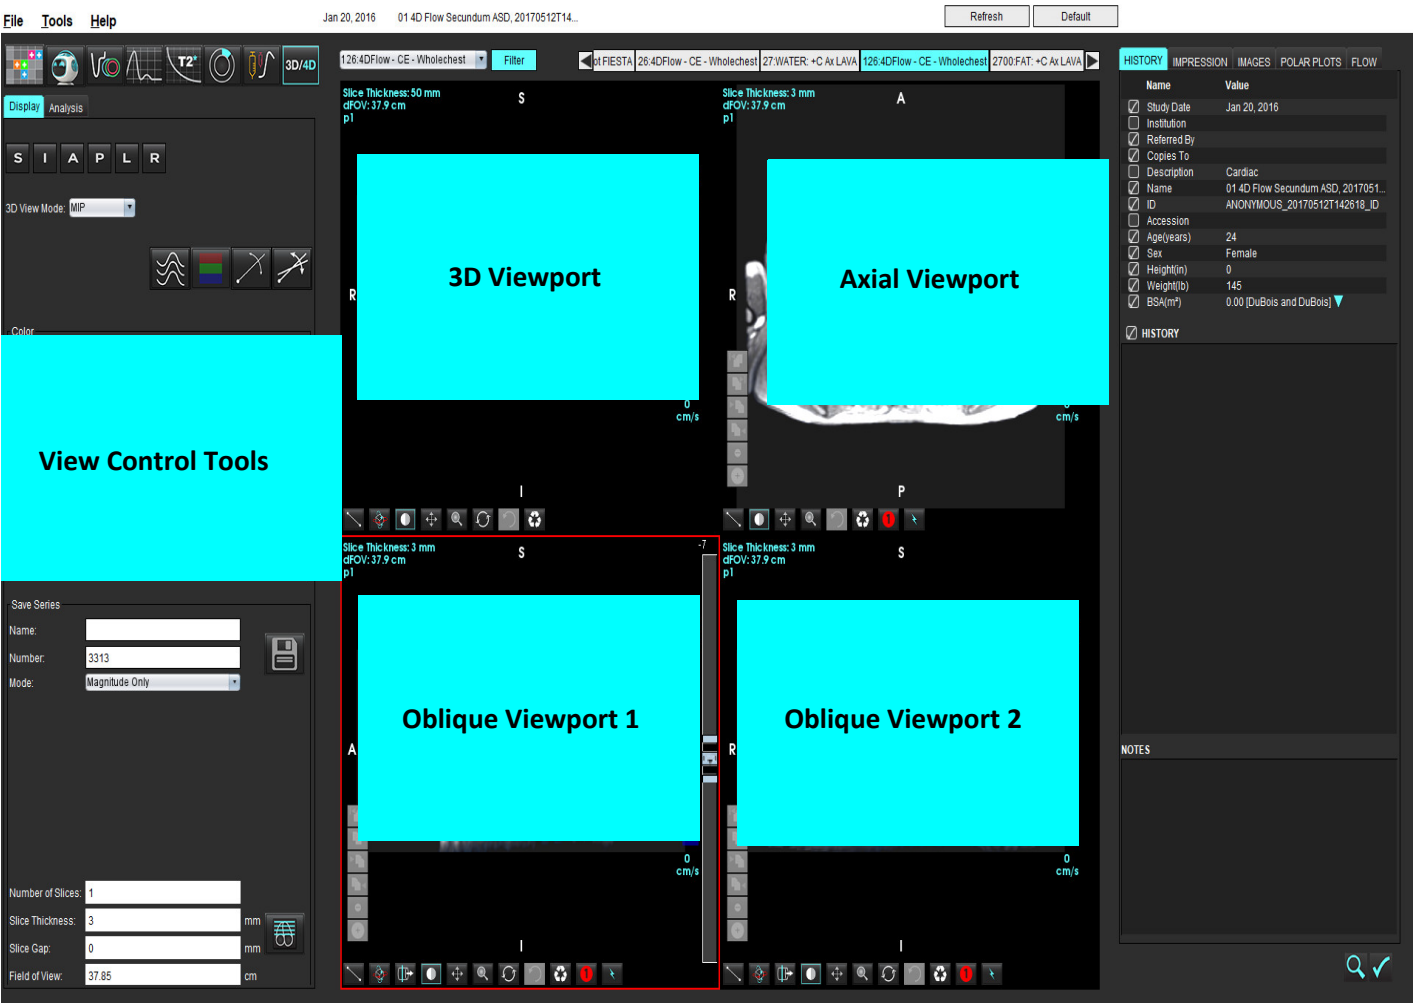 File Tools Help
Jan 20, 2016 01 4D Flow Secundum ASD, 20170512T14...
Refresh Default
T2* 3D/4D
126:4DFlow - CE - Wholechest Filter
ot FIESTA 26:4DFlow - CE - Wholechest 27:WATER: +C Ax LAVA 126:4DFlow - CE - Wholechest 2700:FAT: +C Ax LAVA
Display Analysis
S I A P L R
3D View Mode: MIP
Color
View Control Tools
Save Series
Name:
Number: 3313
Mode: Magnitude Only
Number of Slices: 1
Slice Thickness: 3 mm
Slice Gap: 0 mm
Field of View: 37.85 cm
Slice Thickness: 50 mm
dFOV: 37.9 cm
p1
S
R
3D Viewport
0
cm/s
I
Slice Thickness: 3 mm
dFOV: 37.9 cm
p1
A
R
Axial Viewport
cm/s
P
1
Slice Thickness: 3 mm
dFOV: 37.9 cm
p1
S
-7
A
Oblique Viewport 1
0
cm/s
I
1
Slice Thickness: 3 mm
dFOV: 37.9 cm
p1
S
R
Oblique Viewport 2
0
cm/s
I
1
HISTORY IMPRESSION IMAGES POLAR PLOTS FLOW
Name Value
Study Date Jan 20, 2016
Institution
Referred By
Copies To
Description Cardiac
Name 01 4D Flow Secundum ASD, 2017051...
ID ANONYMOUS_20170512T142618_ID
Accession
Age(years) 24
Sex Female
Height(in) 0
Weight(lb) 145
BSA(m²) 0.00 [DuBois and DuBois]
HISTORY
NOTES